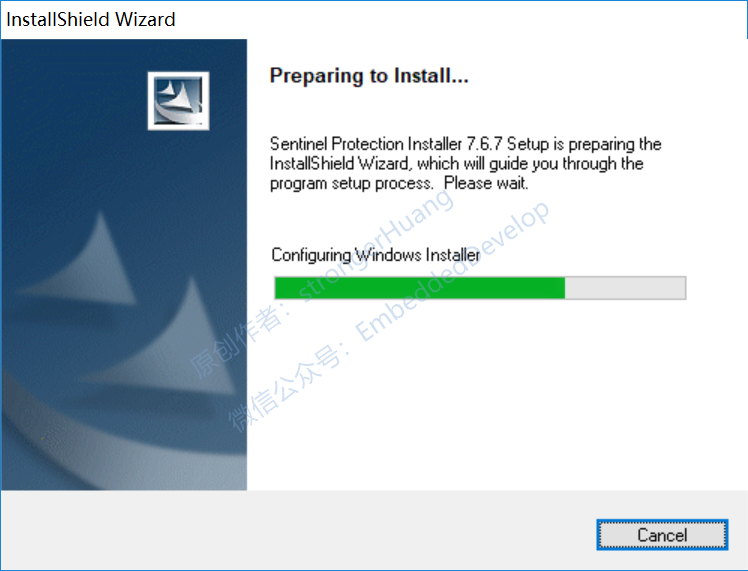 InstallShield Wizard
Preparing to Install...
Sentinel Protection Installer 7.6.7 Setup is preparing the
InstallShield Wizard, which will guide you through the
program setup process. Please wait.
Configuring Windows Installer
原创作者：strongerHuang
微信公众号：EmbeddedDevelop
Cancel